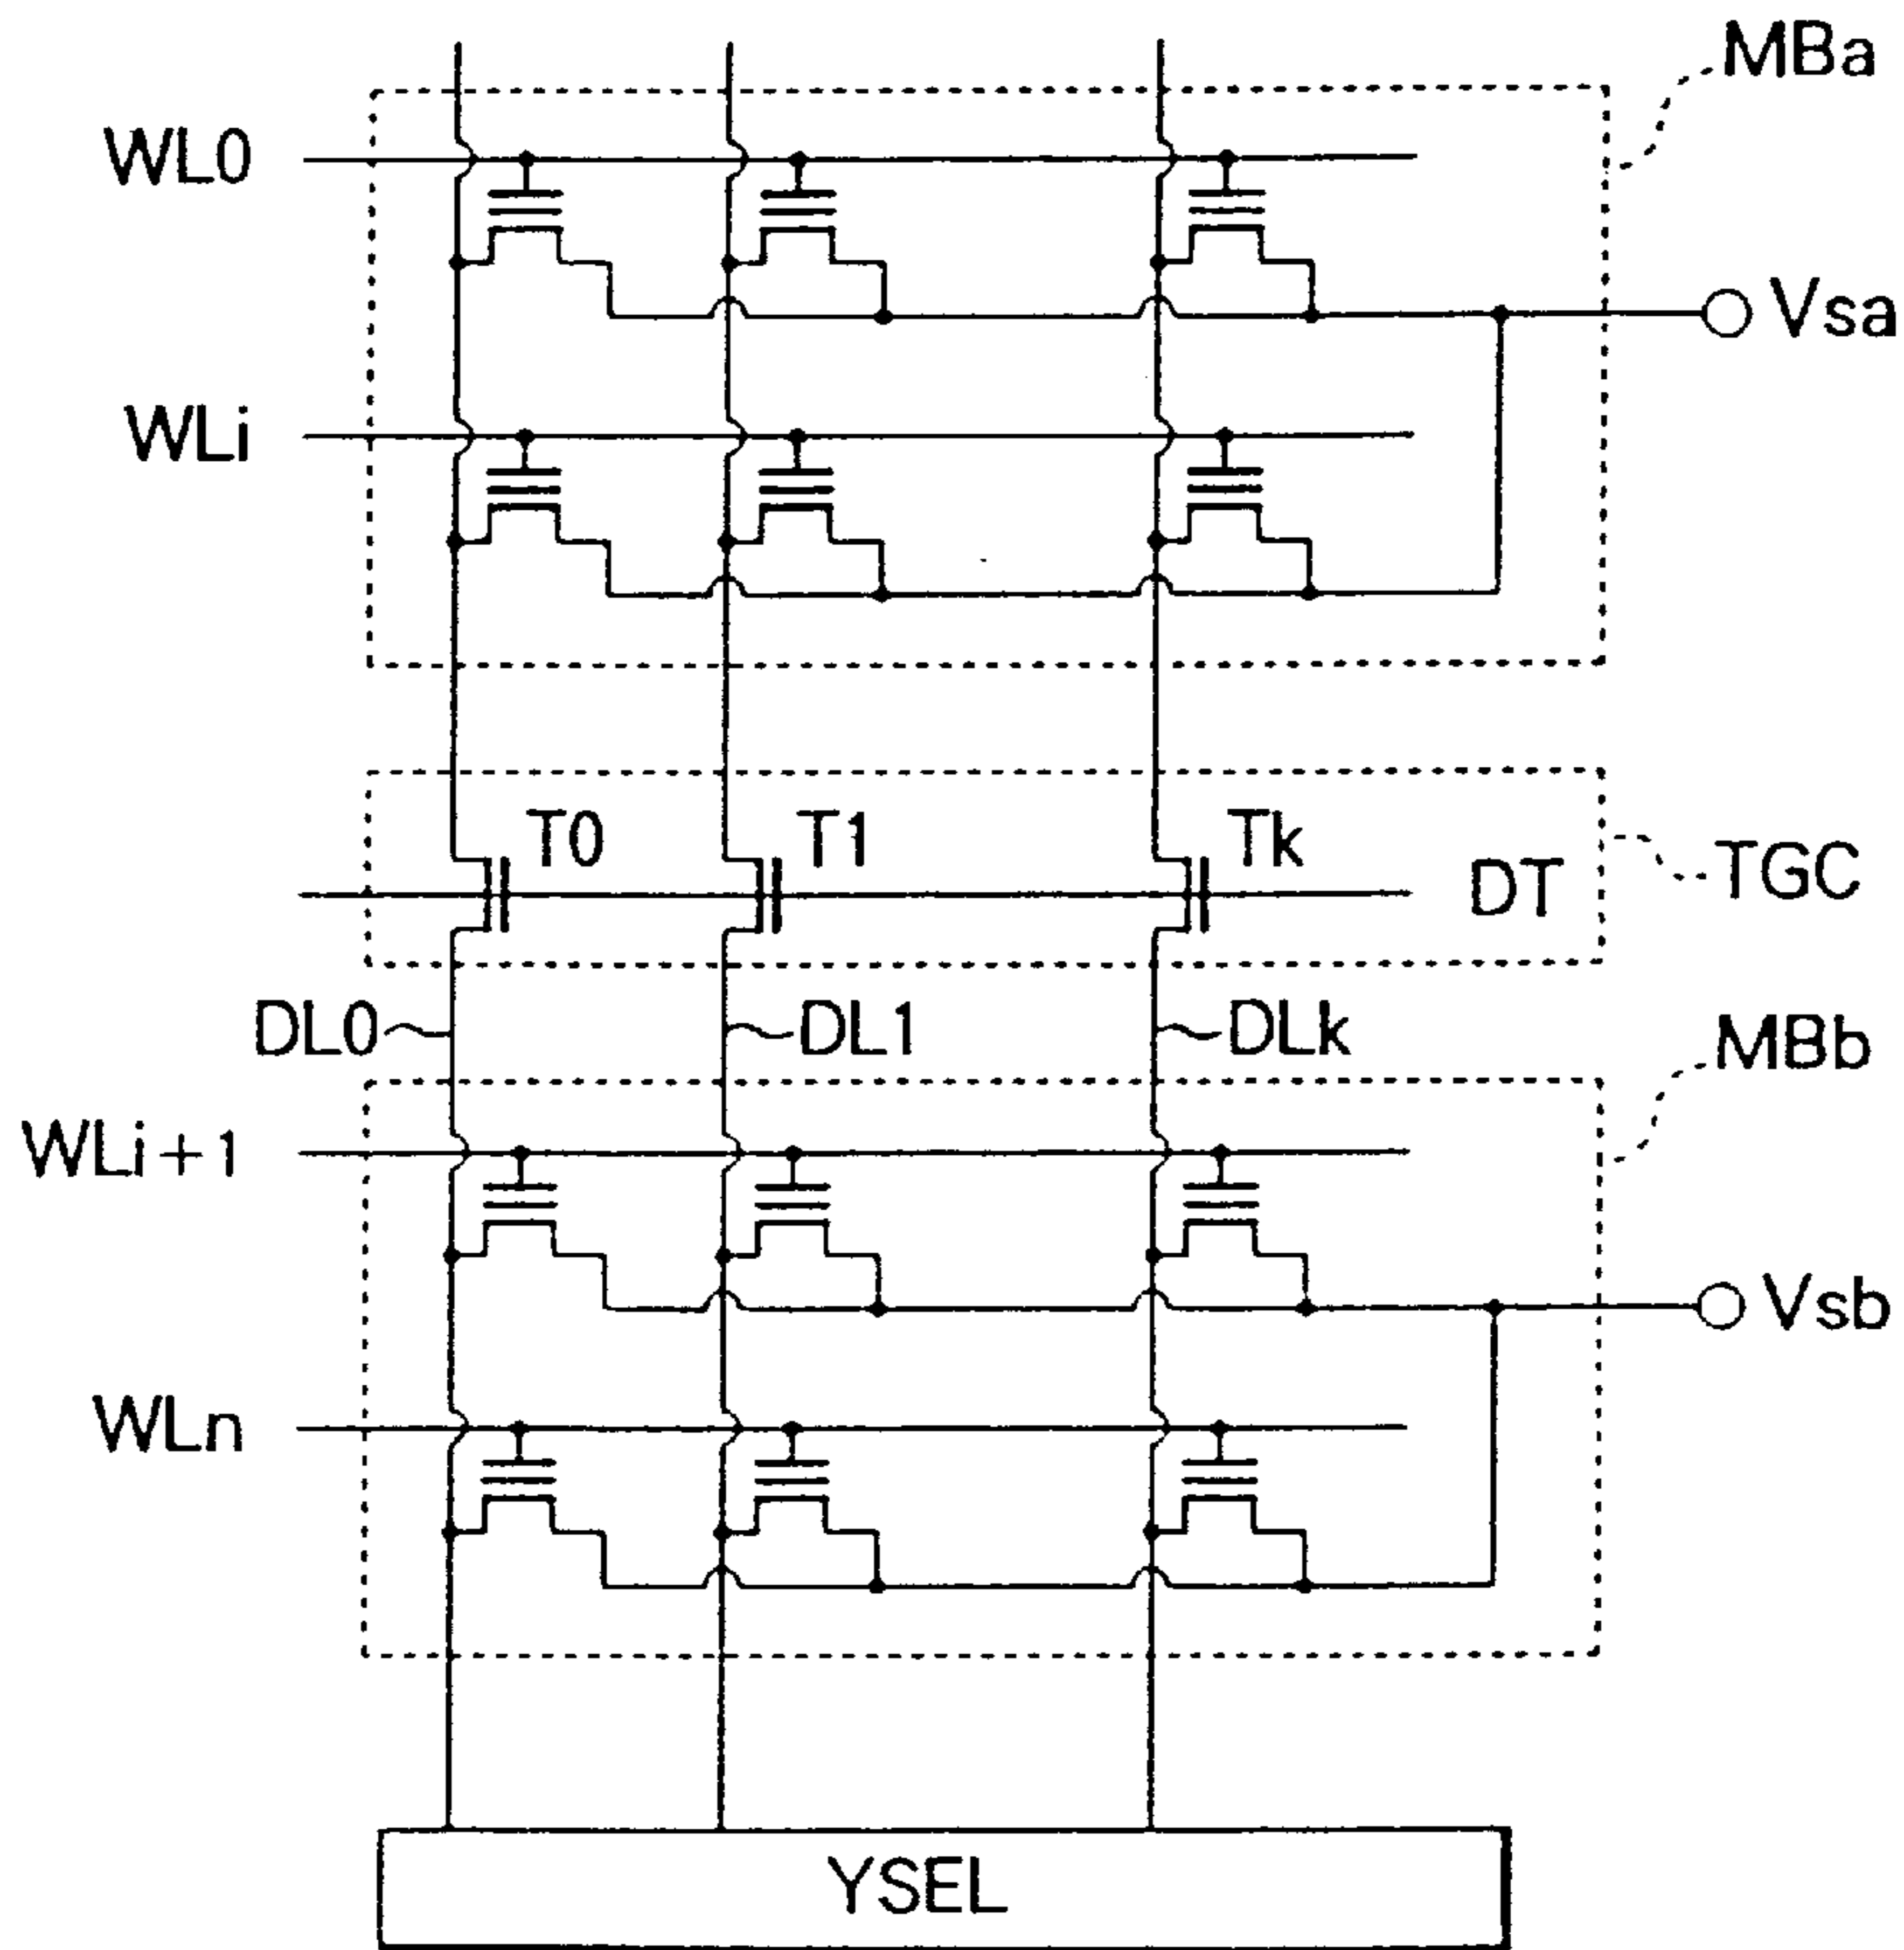 MBa
WL0
Vsa
WLi
T0
T1
Tk
DT
TGC
DL0
DL1
DLk
MBb
WLi+1
Vsb
WLn
YSEL